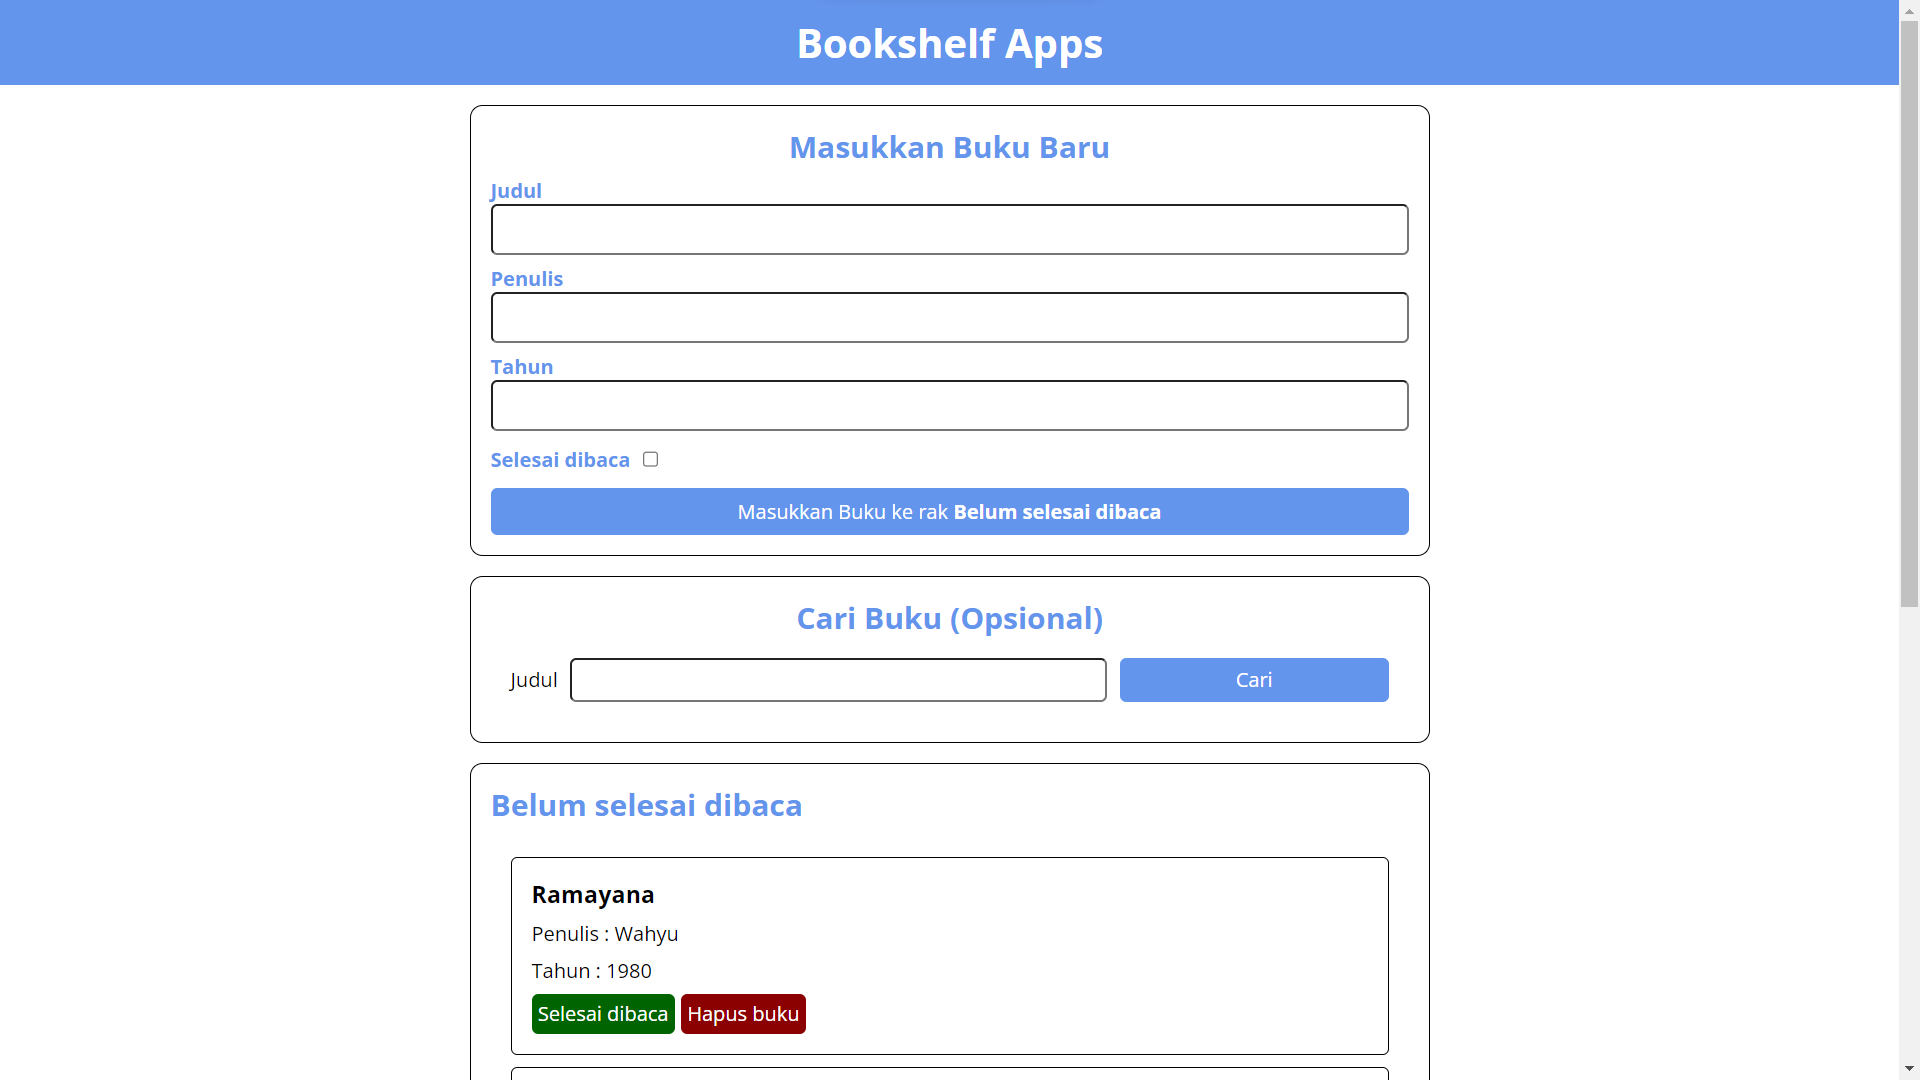 Bookshelf Apps
Masukkan Buku Baru
Judul
Penulis
Tahun
Selesai dibaca
Masukkan Buku ke rak Belum selesai dibaca
Cari Buku (Opsional)
Judul
Cari
Belum selesai dibaca
Ramayana
Penulis : Wahyu
Tahun : 1980
Selesai dibaca
Hapus buku